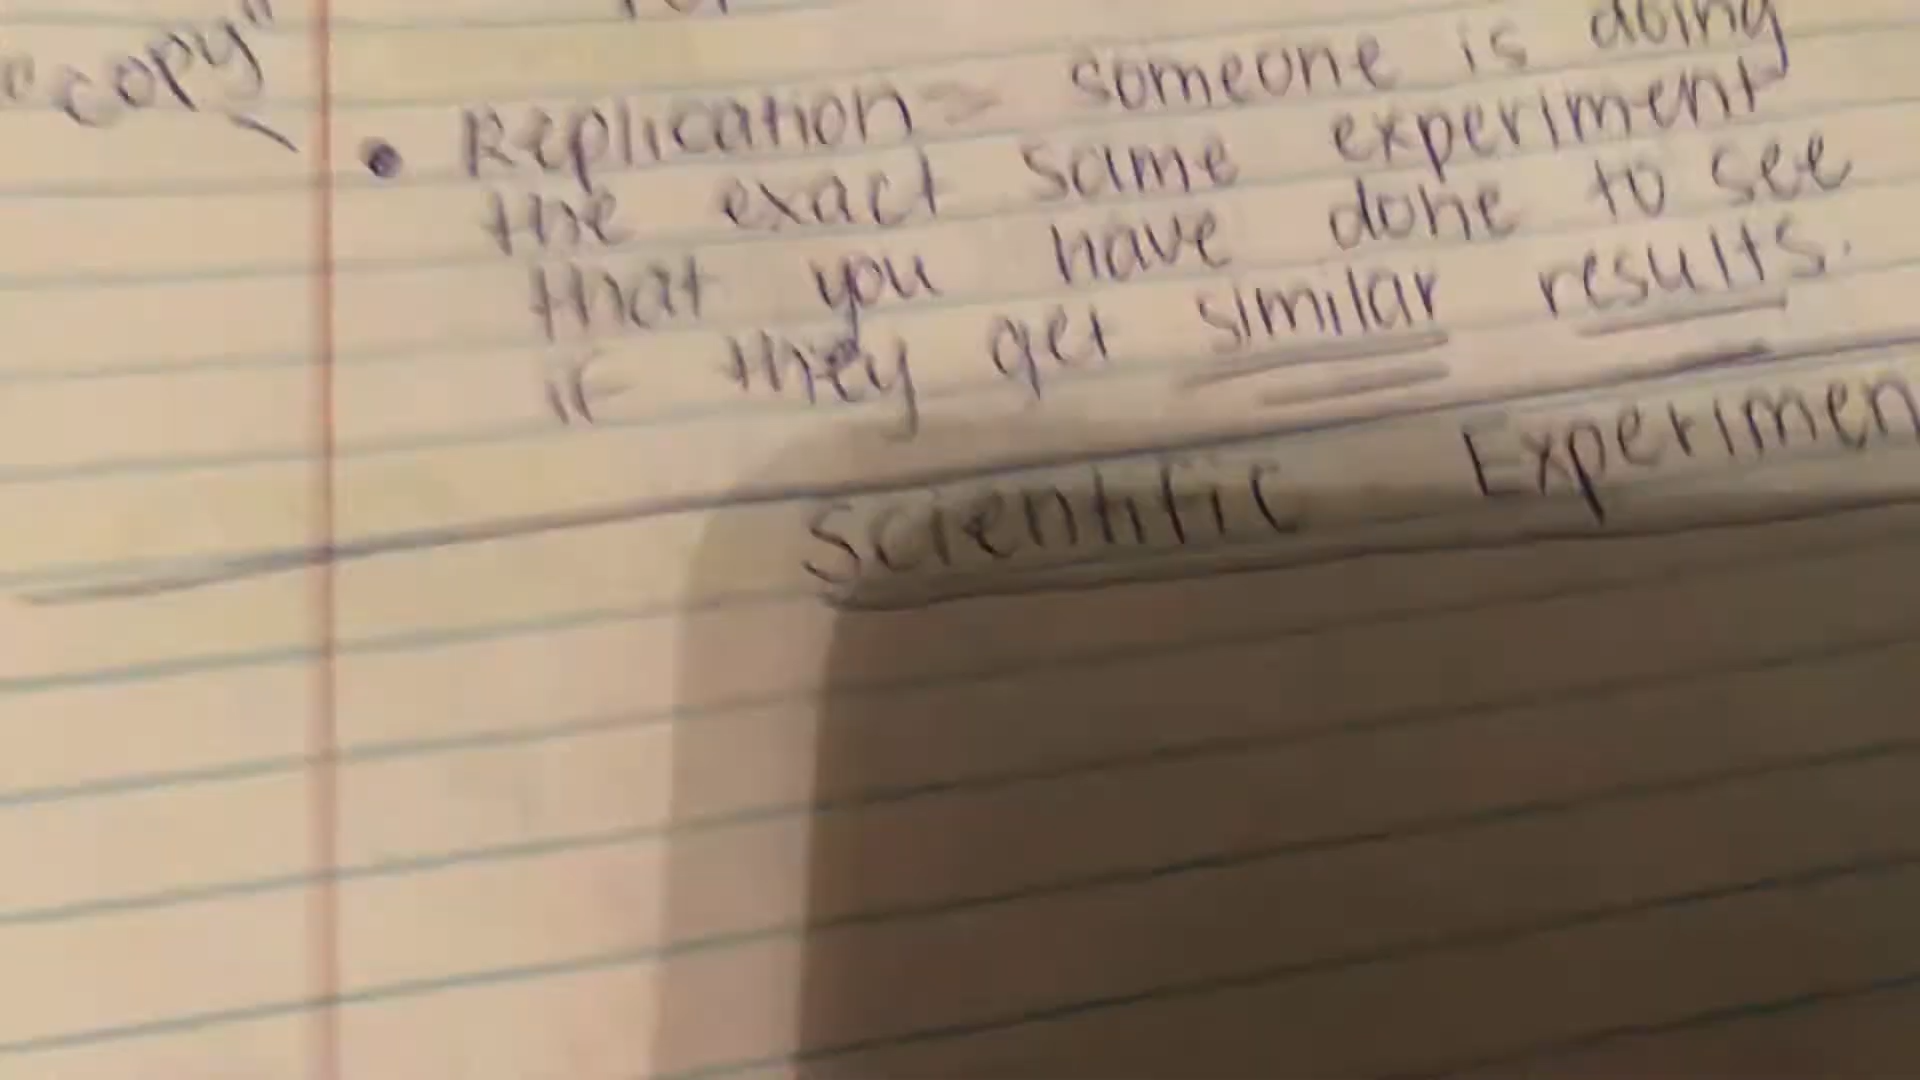 "copy"
• Replication = someone is doing
the exact same experiment
that you have done to see
if they get similar results.
Scientific Experimen